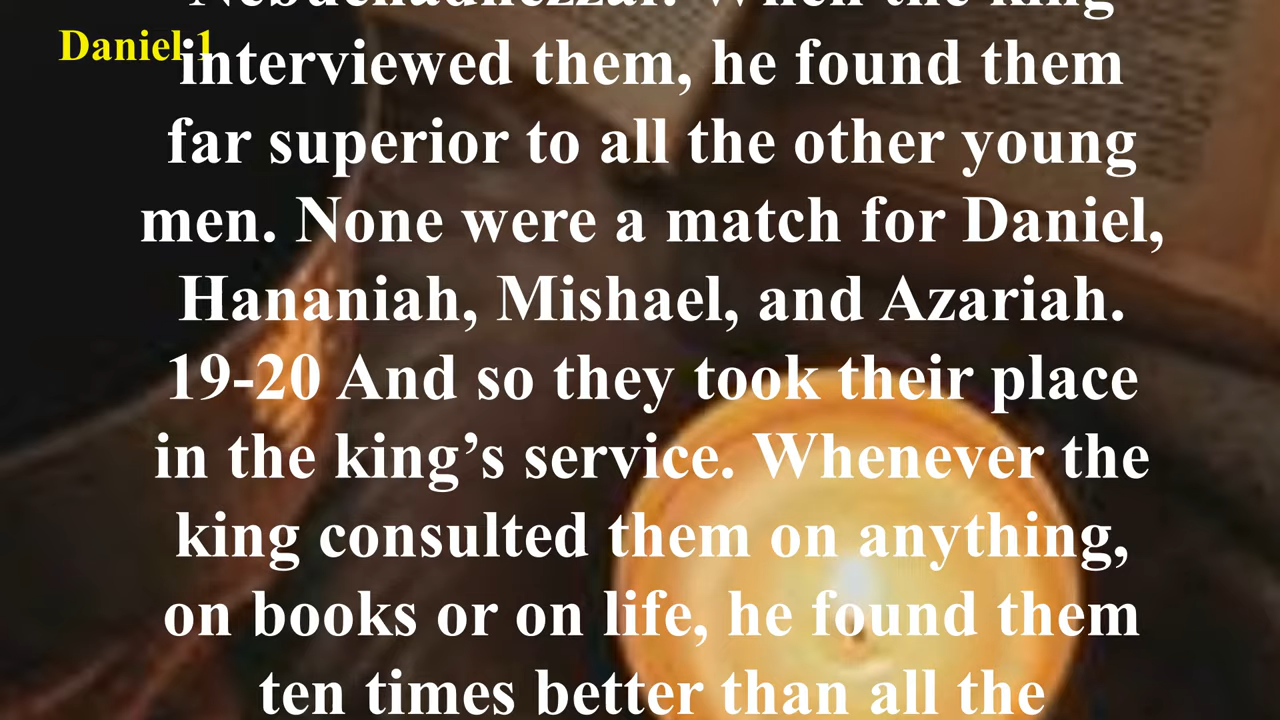 Daniel 1
Nebuchadnezzar. When the king
interviewed them, he found them
far superior to all the other young
men. None were a match for Daniel,
Hananiah, Mishael, and Azariah.
19-20 And so they took their place
in the king’s service. Whenever the
king consulted them on anything,
on books or on life, he found them
ten times better than all the